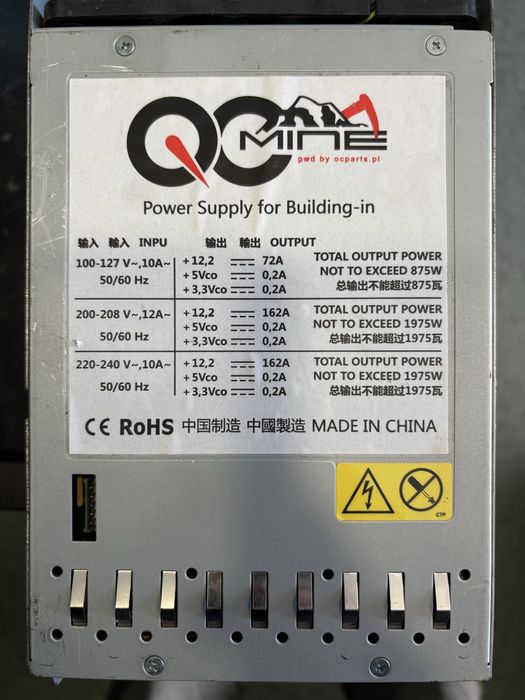 QC MINE
pwd by ocparts.pl
Power Supply for Building-in
输入 輸入 INPU 输出 輸出 OUTPUT
100-127 V~,10A~ +12,2 72A TOTAL OUTPUT POWER
50/60 Hz +5Vco 0,2A NOT TO EXCEED 875W
+3,3Vco 0,2A 总输出不能超过875瓦
200-208 V~,12A~ +12,2 162A TOTAL OUTPUT POWER
50/60 Hz +5Vco 0,2A NOT TO EXCEED 1975W
+3,3Vco 0,2A 总输出不能超过1975瓦
220-240 V~,10A~ +12,2 162A TOTAL OUTPUT POWER
50/60 Hz +5Vco 0,2A NOT TO EXCEED 1975W
+3,3Vco 0,2A 总输出不能超过1975瓦
CE RoHS 中国制造 中國製造 MADE IN CHINA
CTP